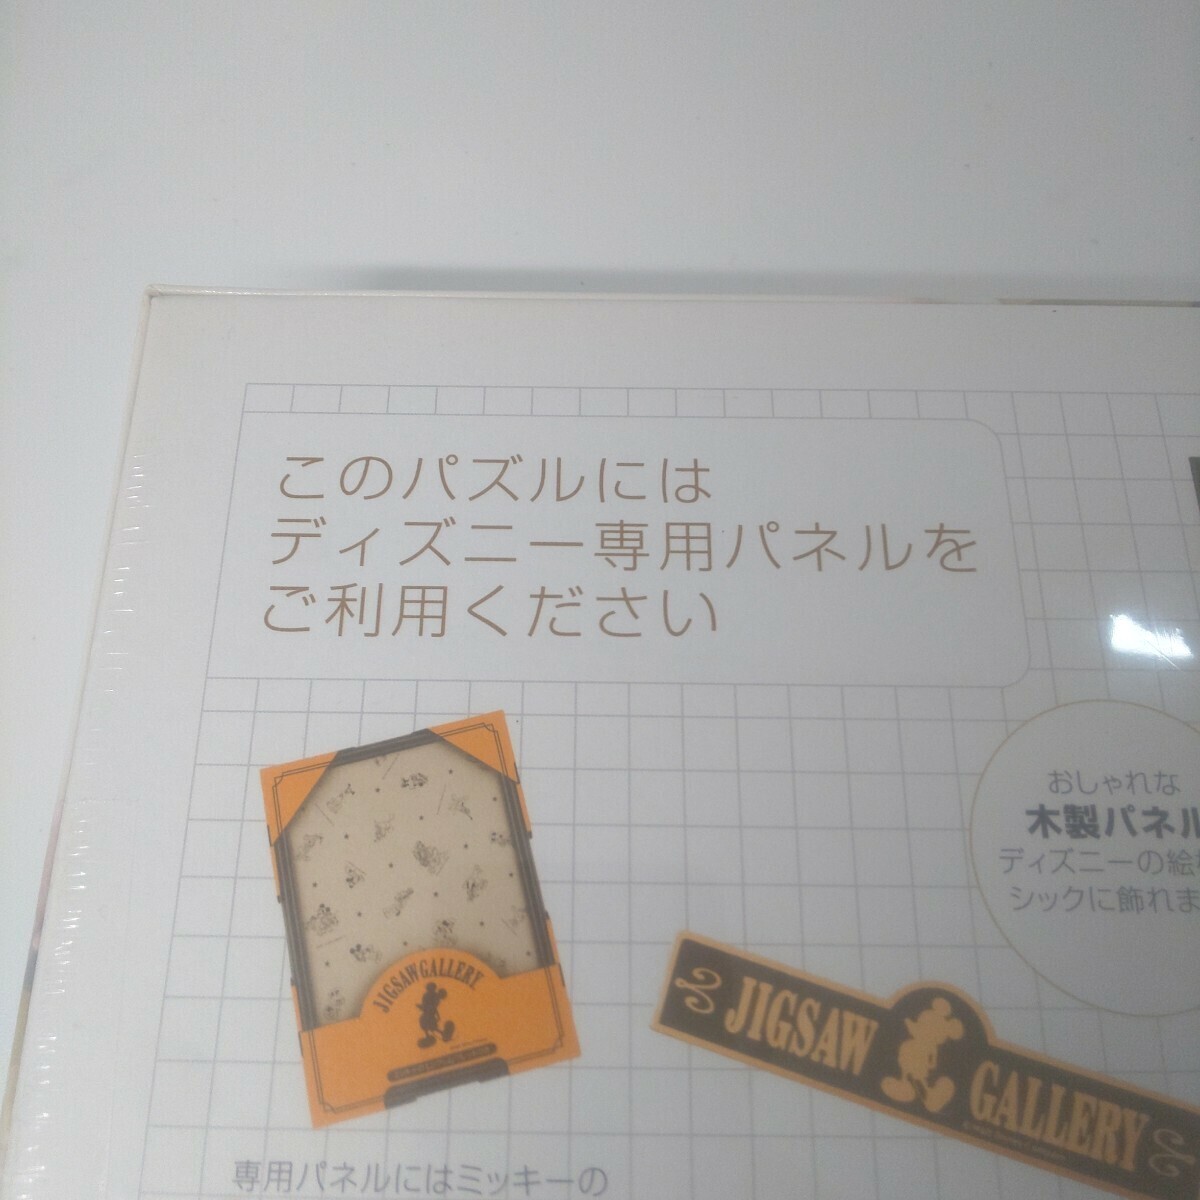 このパズルには
ディズニー専用パネルを
ご利用ください
おしゃれな
木製パネル
ディズニーの絵
シックに飾れま
JIGSAW GALLERY
JIGSAW GALLERY
専用パネルにはミッキーの